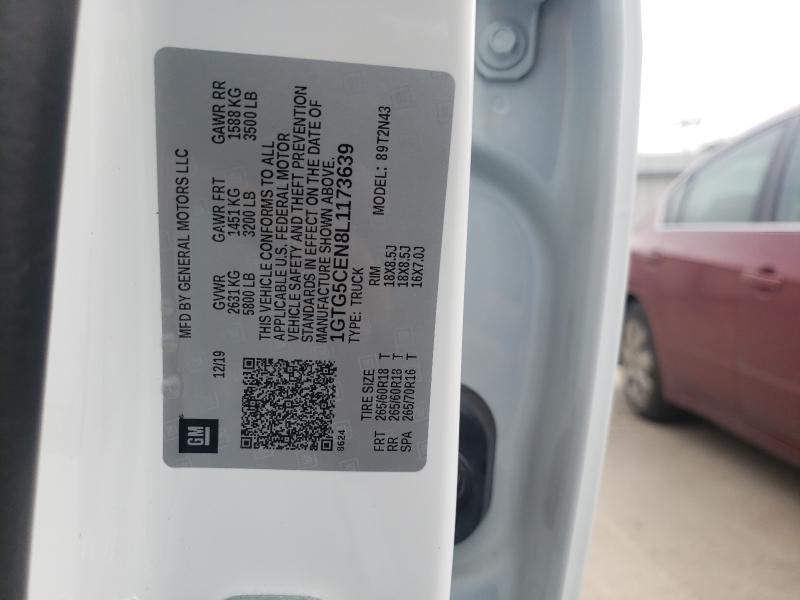 GM
MFD BY GENERAL MOTORS LLC
12/19 GVWR GAWR FRT GAWR RR
2631 KG 1451 KG 1588 KG
5800 LB 3200 LB 3500 LB
THIS VEHICLE CONFORMS TO ALL
APPLICABLE U.S. FEDERAL MOTOR
VEHICLE SAFETY AND THEFT PREVENTION
STANDARDS IN EFFECT ON THE DATE OF
MANUFACTURE SHOWN ABOVE.
1GTG5CEN8L1173639
8624
TYPE: TRUCK MODEL: 89T2N43
TIRE SIZE RIM
FRT 265/60R18 T 18X8.5J
RR 265/60R18 T 18X8.5J
SPA 265/70R16 T 16X7.0J